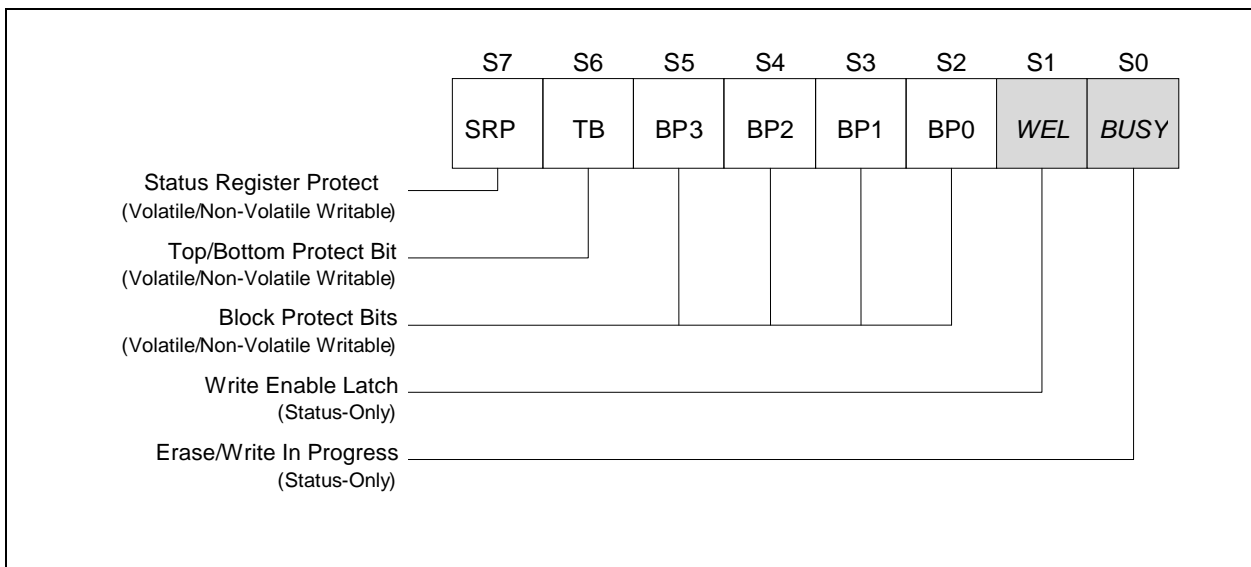 S7 S6 S5 S4 S3 S2 S1 S0
SRP TB BP3 BP2 BP1 BP0 WEL BUSY
Status Register Protect
(Volatile/Non-Volatile Writable)
Top/Bottom Protect Bit
(Volatile/Non-Volatile Writable)
Block Protect Bits
(Volatile/Non-Volatile Writable)
Write Enable Latch
(Status-Only)
Erase/Write In Progress
(Status-Only)